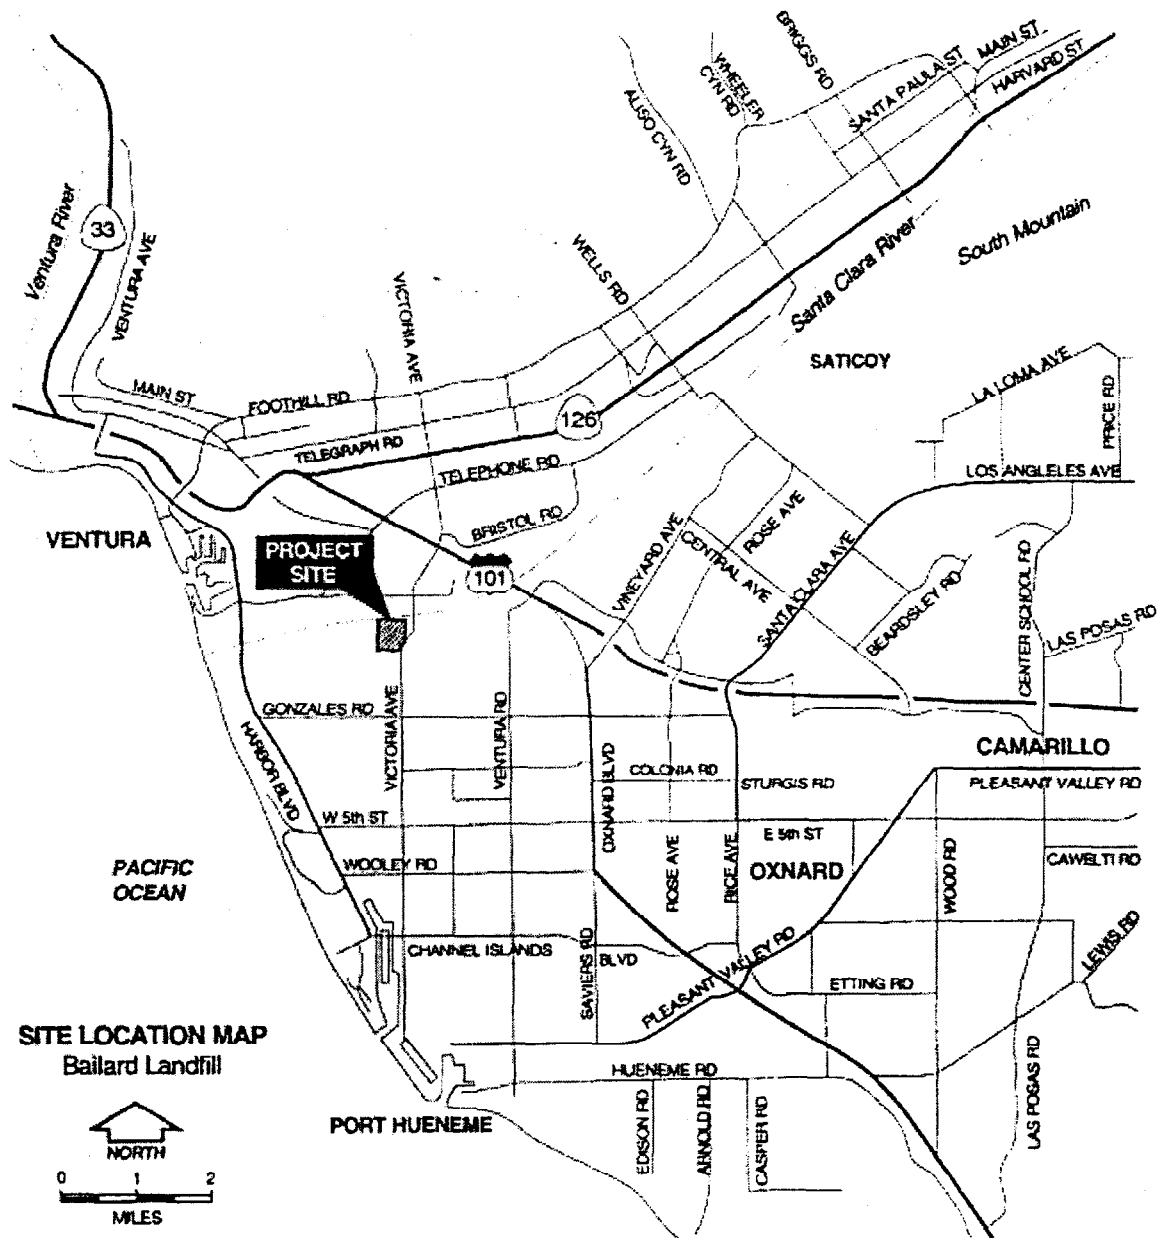 BRIGGS RD
MAIN ST
SANTA PAULA ST
HARVARD ST
WHEELER
CYN RD
ALISO CYN RD
Ventura River
33
VENTURA AVE
South Mountain
Santa Clara River
WELLS RD
VICTORIA AVE
SATICOY
LA LOMA AVE
PRICE RD
MAIN ST
FOOTHILL RD
126
TELEGRAPH RD
TELEPHONE RD
LOS ANGLELES AVE
BRISTOL RD
VENTURA
PROJECT
SITE
101
VINEYARD AVE
ROSE AVE
CENTRAL AVE
SANTA CLARA AVE
BEARDSLEY RD
CENTER SCHOOL RD
LAS POSAS RD
GONZALES RD
VICTORIA AVE
VENTURA RD
HARBOR BLVD
OXNARD BLVD
COLONIA RD
STURGIS RD
CAMARILLO
PLEASANT VALLEY RD
W 5th ST
E 5th ST
WOOLEY RD
ROSE AVE
RICE AVE
OXNARD
WOOD RD
CAWELTI RD
PACIFIC
OCEAN
CHANNEL ISLANDS
BLVD
SAVIERS RD
PLEASANT VALLEY RD
ETTING RD
LEWIS RD
SITE LOCATION MAP
Bailard Landfill
HUENEME RD
LAS POSAS RD
PORT HUENEME
EDISON RD
ARNOLD RD
CASPER RD
NORTH
0 1 2
MILES